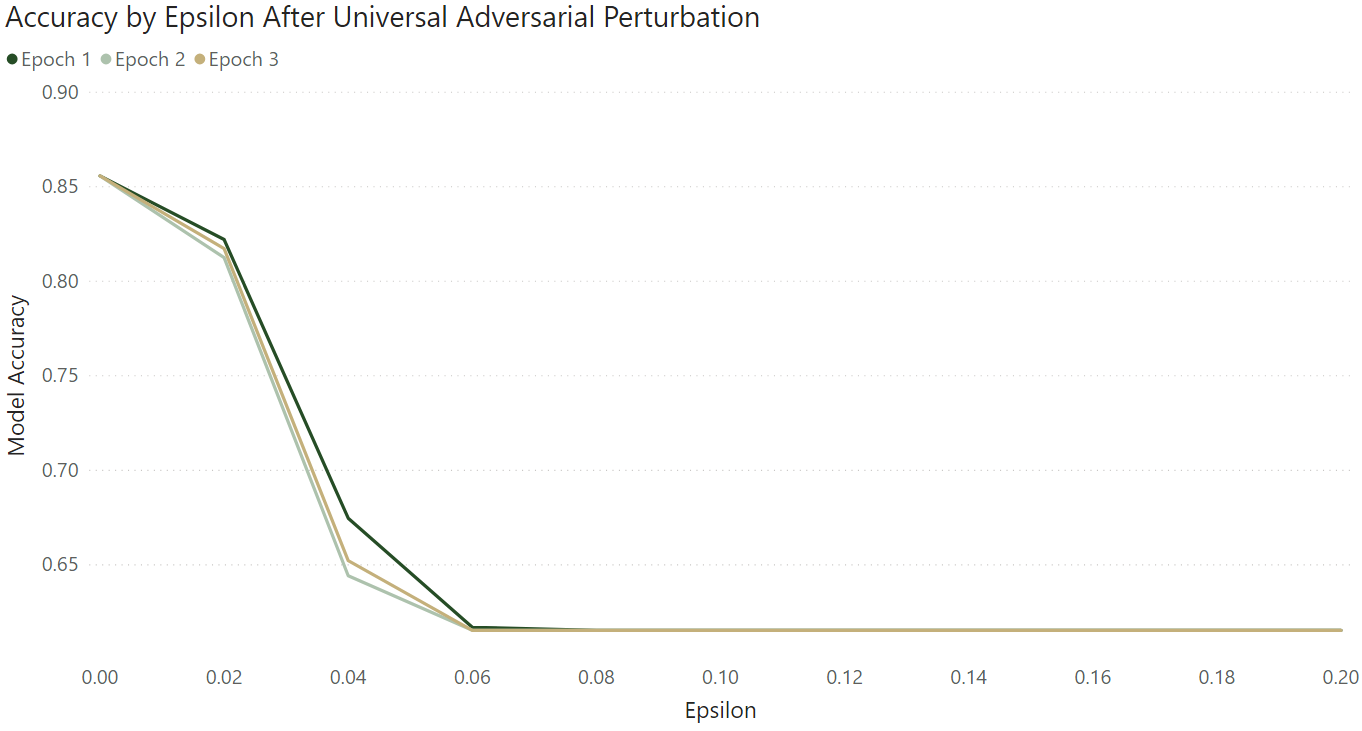 Accuracy by Epsilon After Universal Adversarial Perturbation
Epoch 1 Epoch 2 Epoch 3
Model Accuracy
0.90
0.85
0.80
0.75
0.70
0.65
0.00 0.02 0.04 0.06 0.08 0.10 0.12 0.14 0.16 0.18 0.20
Epsilon